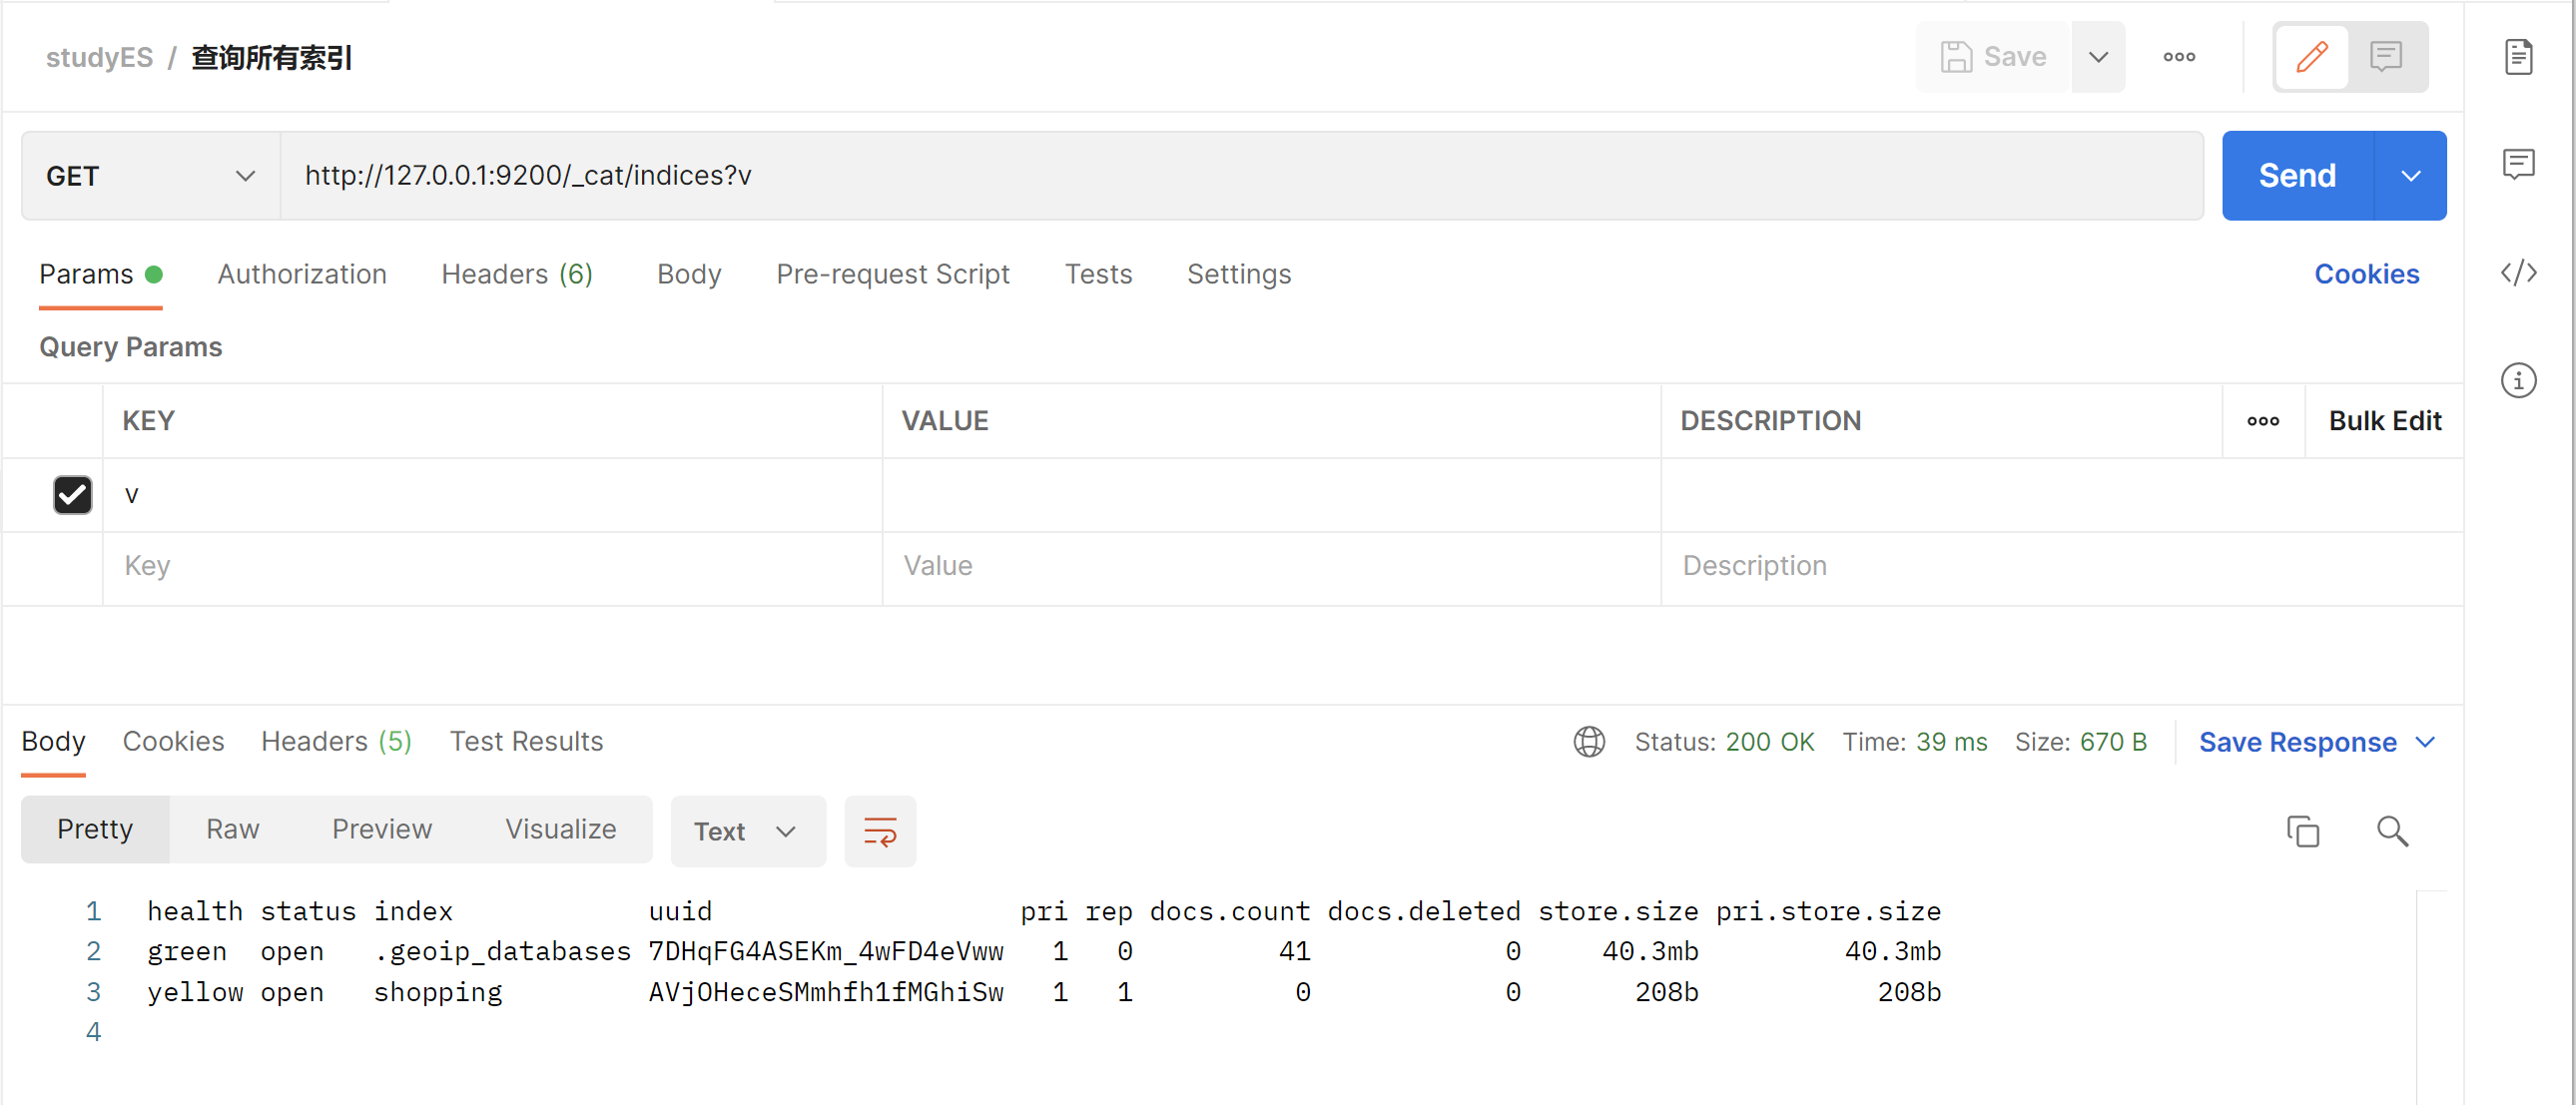 studyES / 查询所有索引
Save
GET http://127.0.0.1:9200/_cat/indices?v Send
Params Authorization Headers (6) Body Pre-request Script Tests Settings Cookies
Query Params
KEY VALUE DESCRIPTION Bulk Edit
v
Key Value Description
Body Cookies Headers (5) Test Results Status: 200 OK Time: 39 ms Size: 670 B Save Response
Pretty Raw Preview Visualize Text
1 health status index uuid pri rep docs.count docs.deleted store.size pri.store.size
2 green open .geoip_databases 7DHqFG4ASEKm_4wFD4eVww 1 0 41 0 40.3mb 40.3mb
3 yellow open shopping AVjOHeceSMmhfh1fMGhiSw 1 1 0 0 208b 208b
4